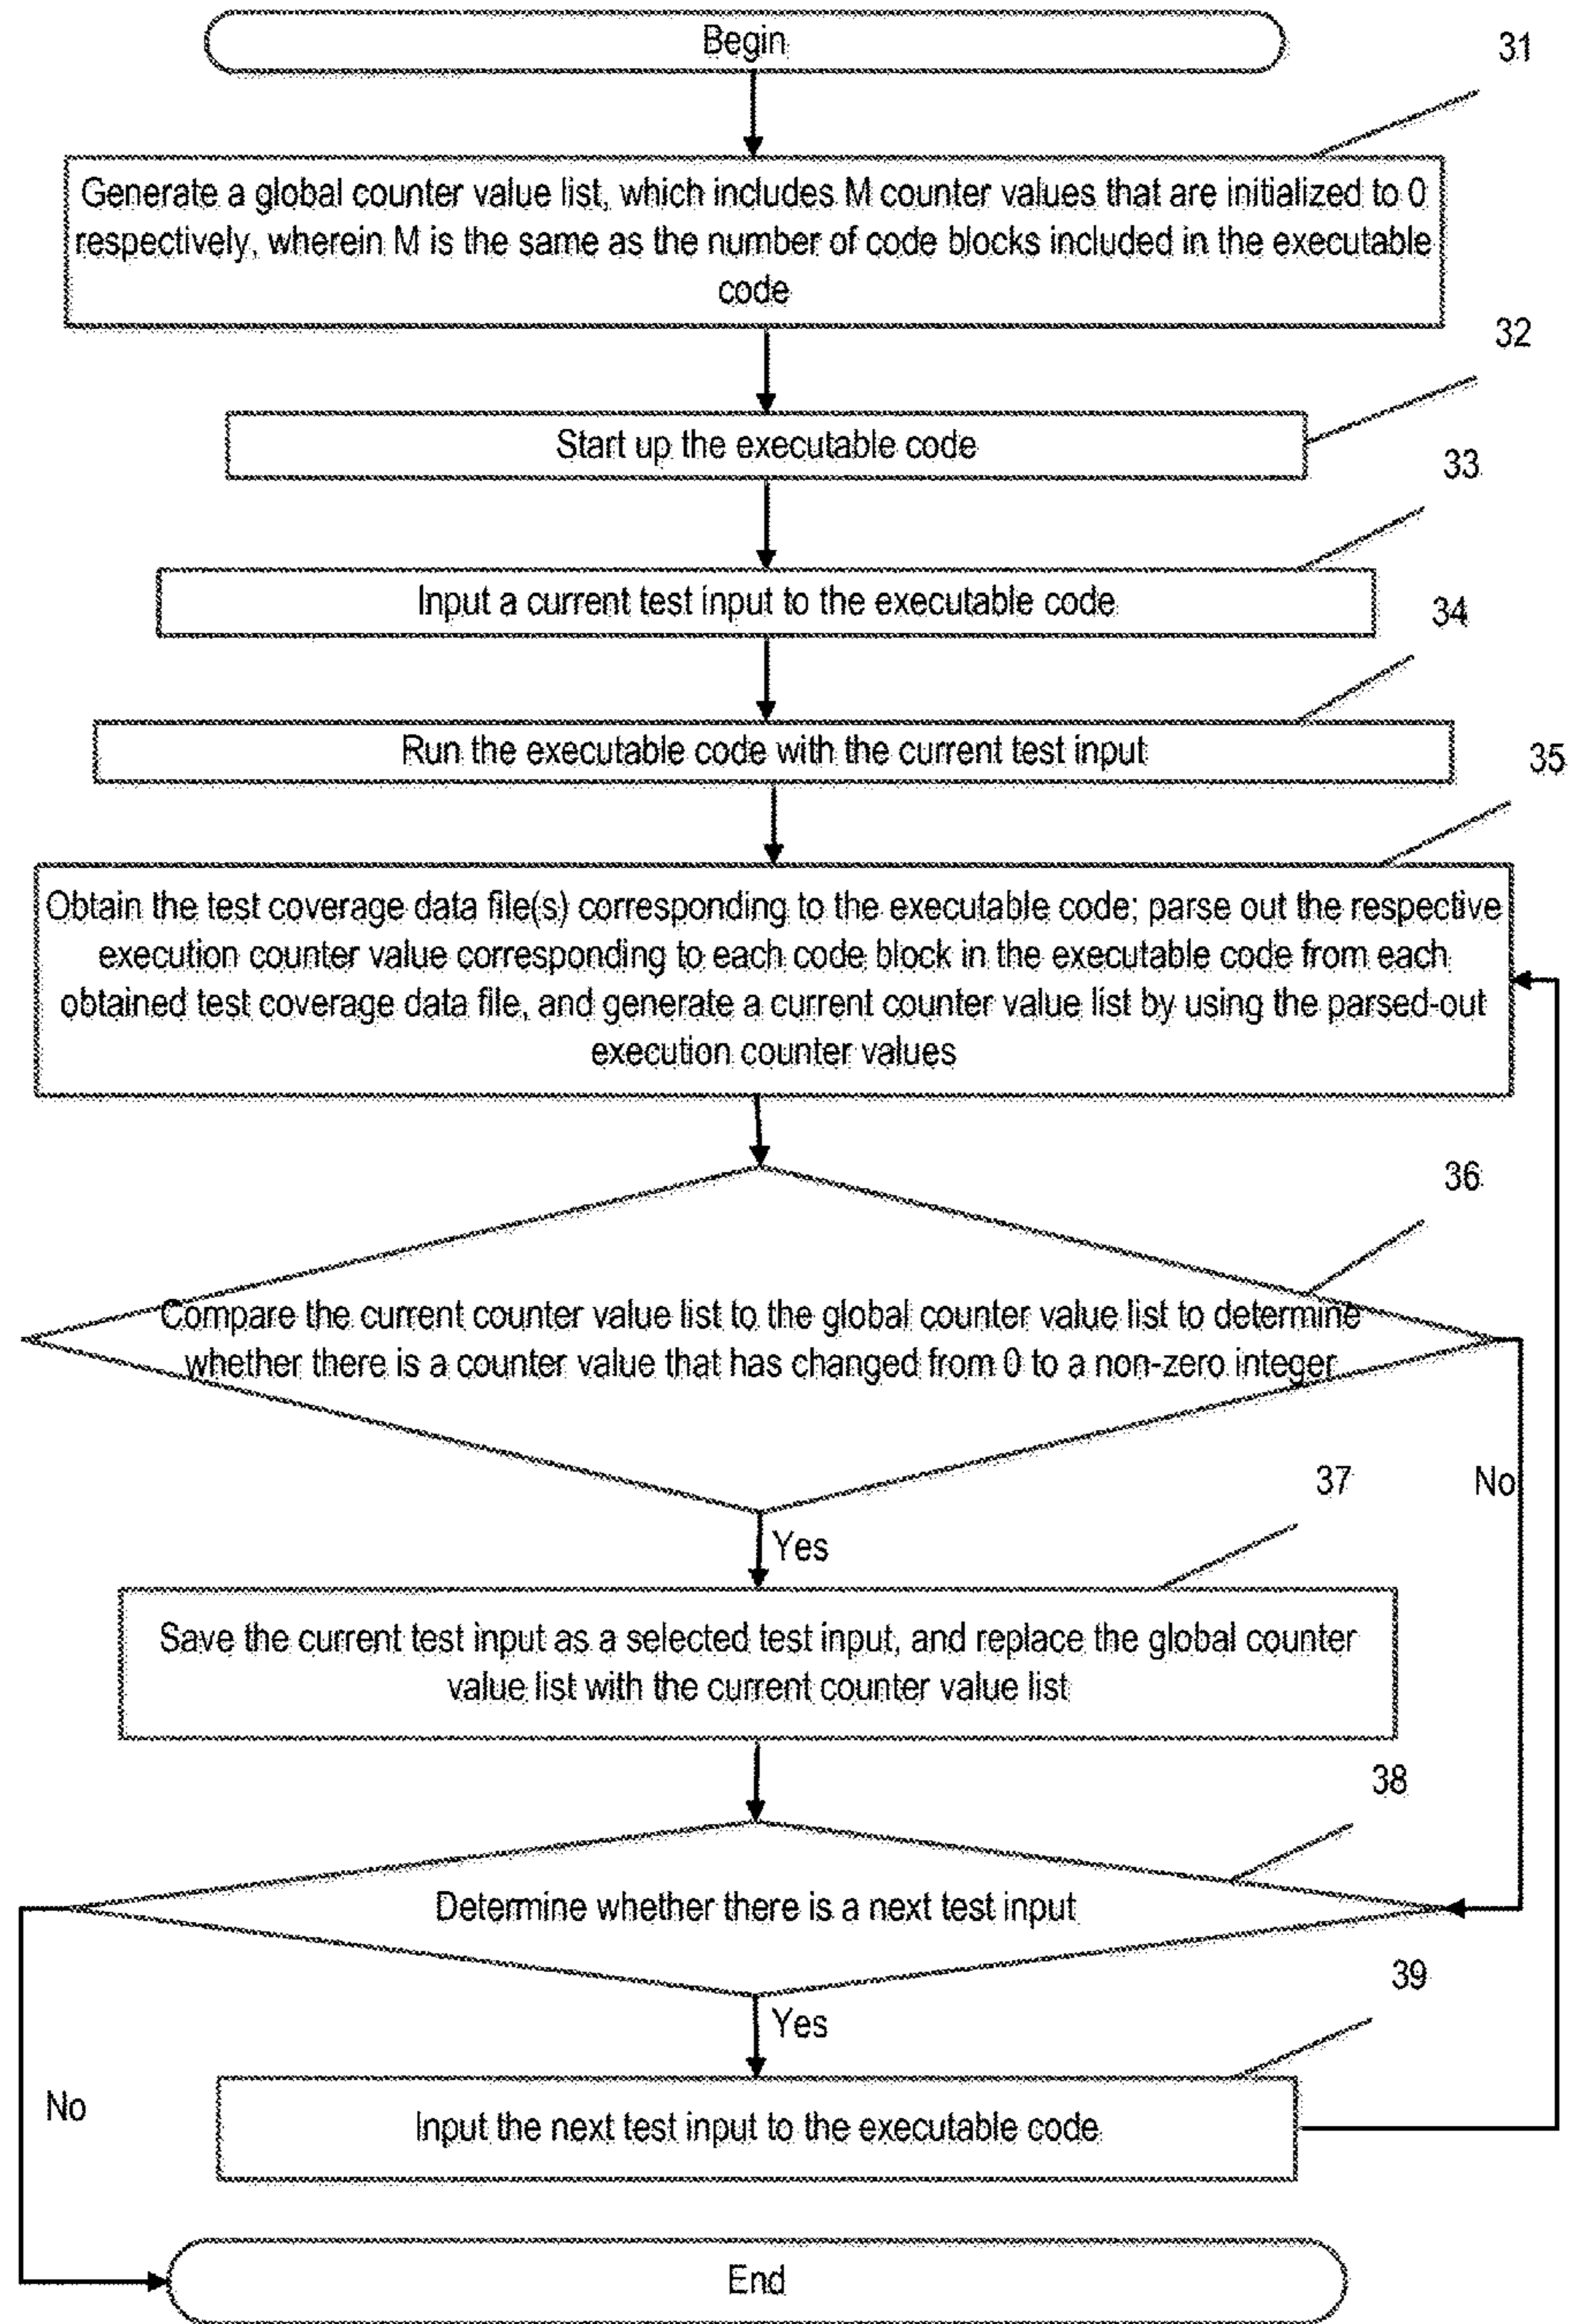 Begin
31
Generate a global counter value list, which includes M counter values that are initialized to 0
respectively, wherein M is the same as the number of code blocks included in the executable
code
32
Start up the executable code
33
Input a current test input to the executable code
34
Run the executable code with the current test input
35
Obtain the test coverage data file(s) corresponding to the executable code; parse out the respective
execution counter value corresponding to each code block in the executable code from each
obtained test coverage data file, and generate a current counter value list by using the parsed-out
execution counter values
36
Compare the current counter value list to the global counter value list to determine
whether there is a counter value that has changed from 0 to a non-zero integer
37
No
Yes
Save the current test input as a selected test input, and replace the global counter
value list with the current counter value list
38
Determine whether there is a next test input
39
Yes
No
Input the next test input to the executable code
End